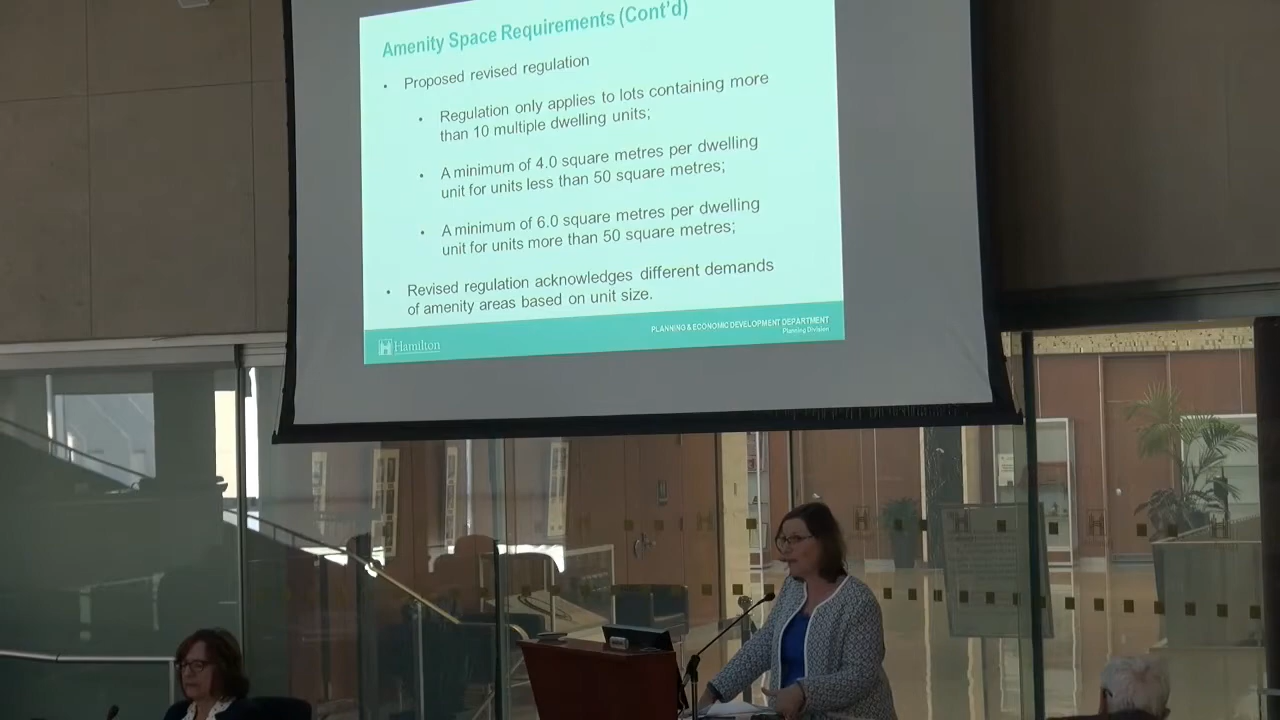 Amenity Space Requirements (Cont'd)
• Proposed revised regulation
• Regulation only applies to lots containing more
than 10 multiple dwelling units;
• A minimum of 4.0 square metres per dwelling
unit for units less than 50 square metres;
• A minimum of 6.0 square metres per dwelling
unit for units more than 50 square metres;
• Revised regulation acknowledges different demands
of amenity areas based on unit size.
PLANNING & ECONOMIC DEVELOPMENT DEPARTMENT
Planning Division
Hamilton